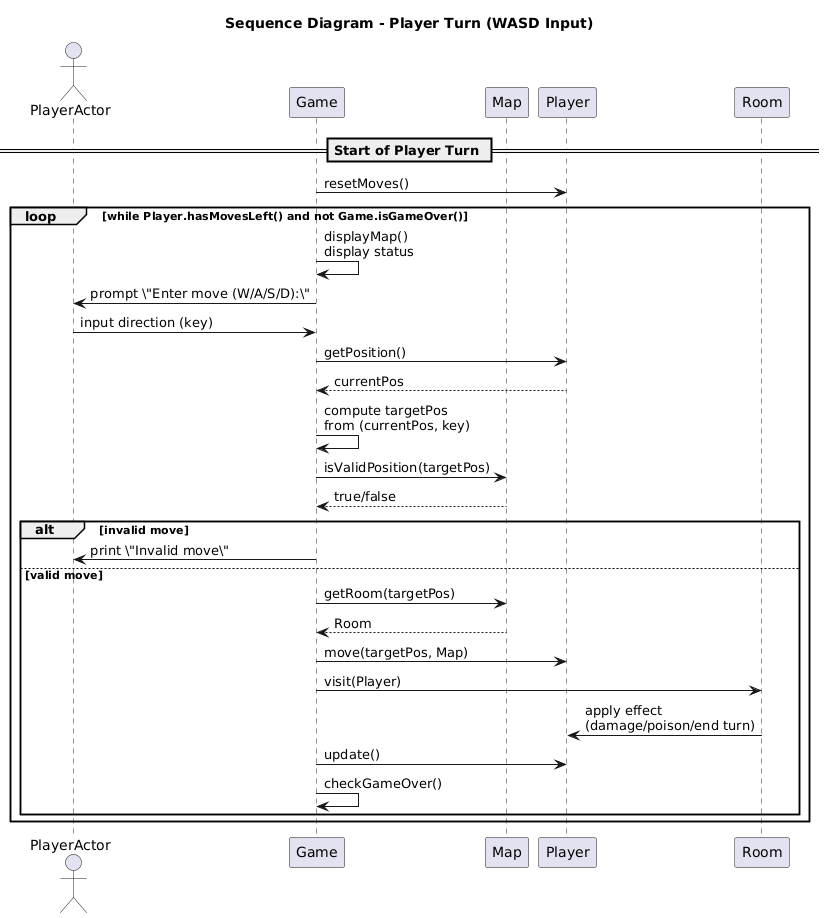 Sequence Diagram - Player Turn (WASD Input)
PlayerActor
Game
Map
Player
Room
Start of Player Turn
resetMoves()
loop
[while Player.hasMovesLeft() and not Game.isGameOver()]
displayMap()
display status
prompt \"Enter move (W/A/S/D):\"
input direction (key)
getPosition()
currentPos
compute targetPos
from (currentPos, key)
isValidPosition(targetPos)
true/false
alt
[invalid move]
print \"Invalid move\"
[valid move]
getRoom(targetPos)
Room
move(targetPos, Map)
visit(Player)
apply effect
(damage/poison/end turn)
update()
checkGameOver()
PlayerActor
Game
Map
Player
Room